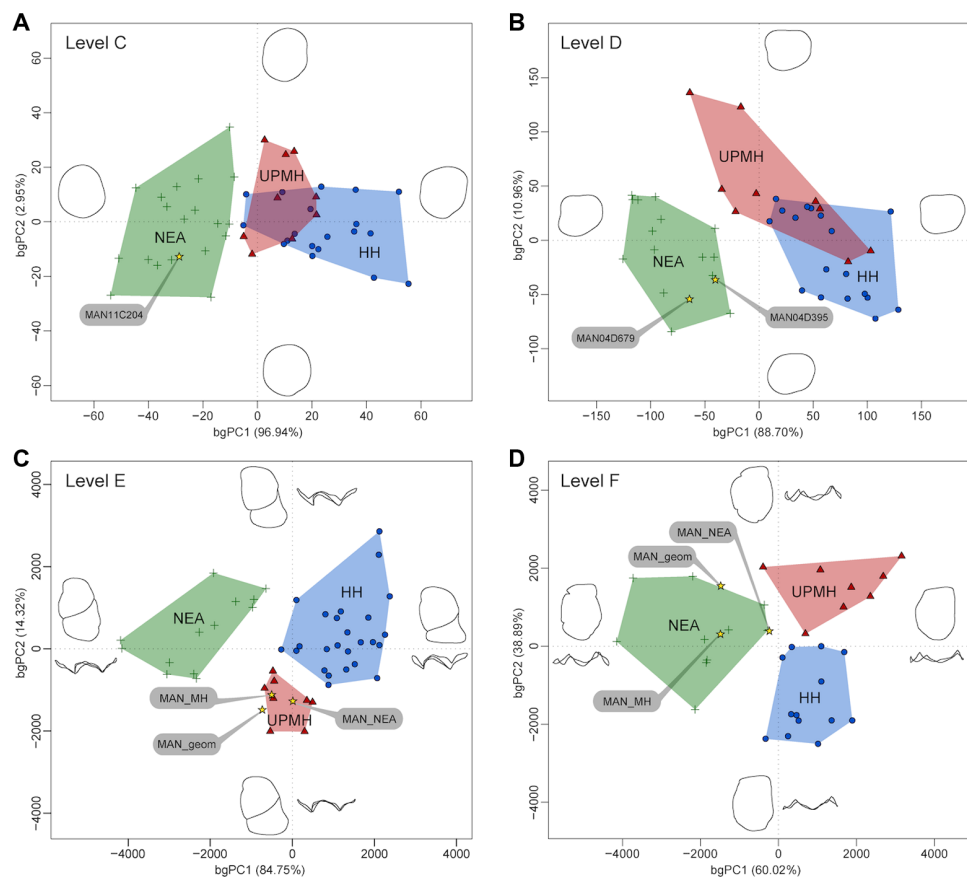 A
Level C
60
40
20
0
−20
−40
−60
bgPC2 (2.95%)
UPMH
NEA
HH
MAN11C204
−60 −40 −20 0 20 40 60
bgPC1 (96.94%)
B
Level D
150
100
50
0
−50
−100
bgPC2 (10.96%)
UPMH
NEA
HH
MAN04D395
MAN04D679
−150 −100 −50 0 50 100 150
bgPC1 (88.70%)
C
Level E
4000
2000
0
−2000
−4000
bgPC2 (14.32%)
HH
NEA
MAN_MH
MAN_NEA
UPMH
MAN_geom
−4000 −2000 0 2000 4000
bgPC1 (84.75%)
D
Level F
4000
2000
0
−2000
−4000
bgPC2 (38.89%)
MAN_NEA
MAN_geom
UPMH
NEA
MAN_MH
HH
−4000 −2000 0 2000 4000
bgPC1 (60.02%)